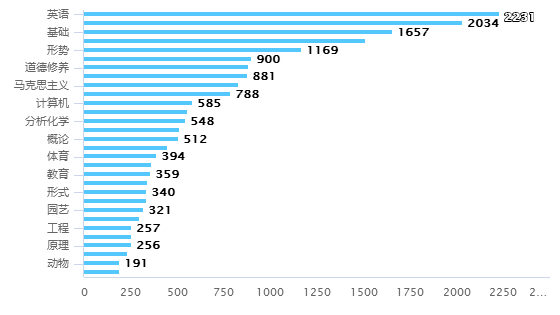 英语 2231
2034
基础 1657
形势 1169
道德修养 900
881
马克思主义
788
计算机 585
分析化学 548
概论 512
体育 394
教育 359
形式 340
园艺 321
工程 257
原理 256
动物 191
0 250 500 750 1000 1250 1500 1750 2000 2250 2...